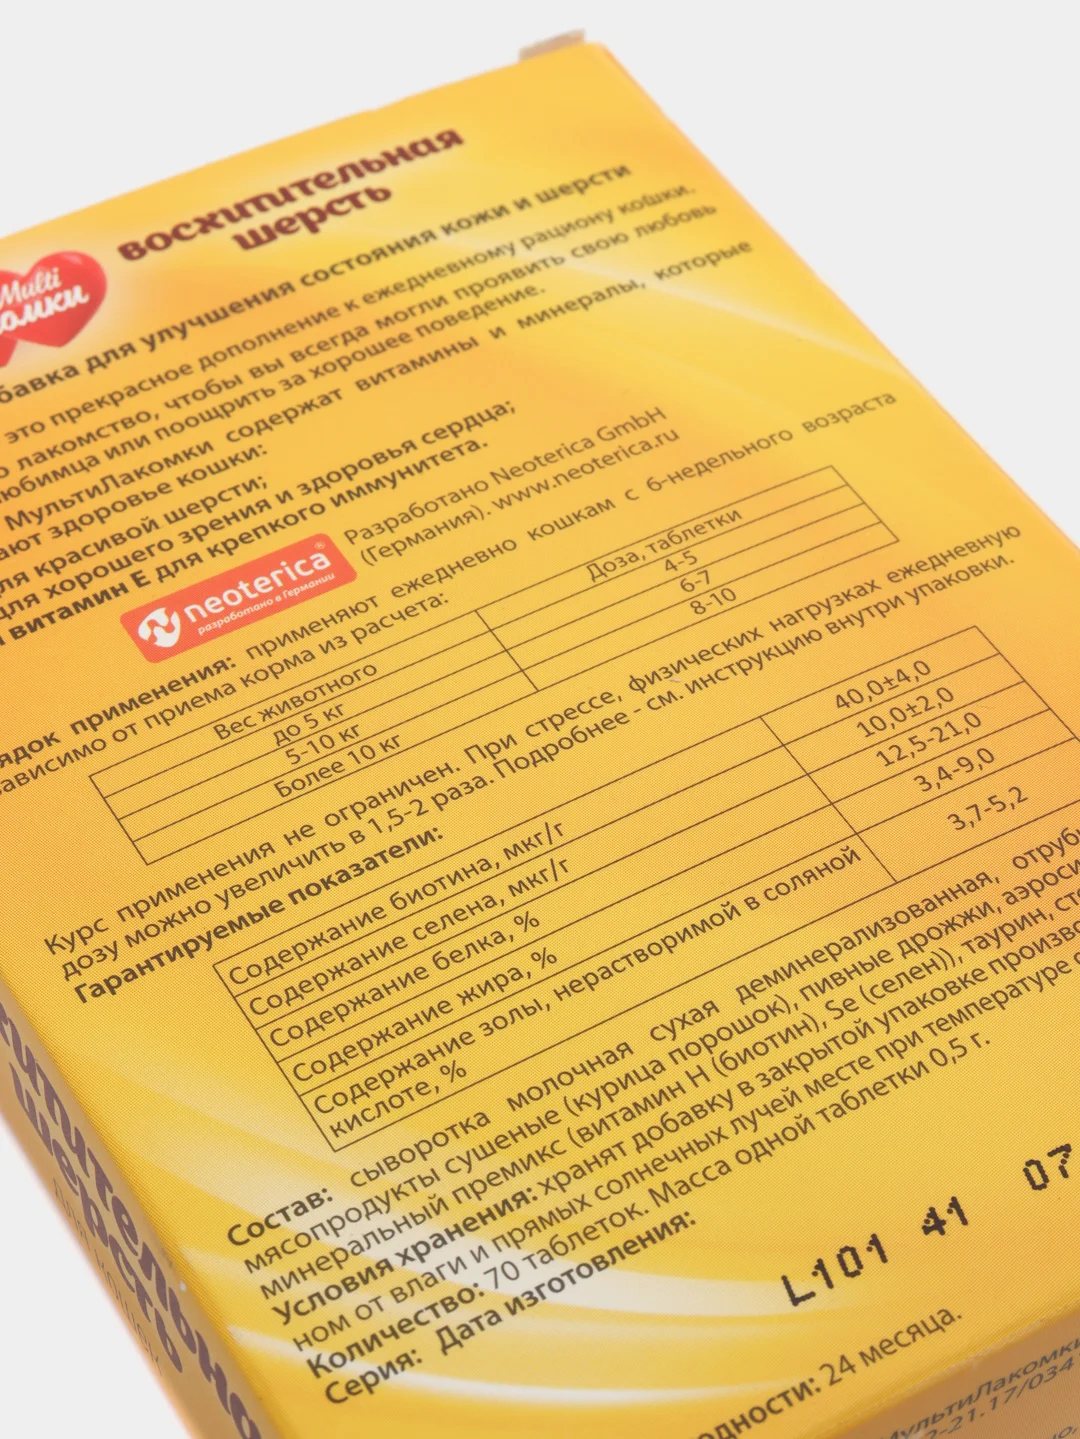 восхитительная
шерсть
Multi
бавка для улучшения состояния кожи и шерсти
это прекрасное дополнение к ежедневному рациону кошки.
о лакомство, чтобы вы всегда могли проявить свою любовь
юбимца или поощрить за хорошее поведение.
МультиЛакомки содержат витамины и минералы, которые
ают здоровье кошки:
ля красивой шерсти;
для хорошего зрения и здоровья сердца;
и витамин Е для крепкого иммунитета.
neoterica®
разработано в Германии
Разработано Neoterica GmbH
(Германия). www.neoterica.ru
ядок применения: применяют ежедневно кошкам с 6-недельного возраста
зависимо от приема корма из расчета:
Вес животного Доза, таблетки
до 5 кг 4-5
5-10 кг 6-7
Более 10 кг 8-10
Курс применения не ограничен. При стрессе, физических нагрузках ежедневную
дозу можно увеличить в 1,5-2 раза. Подробнее - см. инструкцию внутри упаковки.
Гарантируемые показатели:
Содержание биотина, мкг/г 40,0±4,0
Содержание селена, мкг/г 10,0±2,0
Содержание белка, % 12,5-21,0
Содержание жира, % 3,4-9,0
Содержание золы, нерастворимой в соляной
кислоте, % 3,7-5,2
Состав: сыворотка молочная сухая деминерализованная, отруб
мясопродукты сушеные (курица порошок), пивные дрожжи, аэроси
минеральный премикс (витамин Н (биотин), Se (селен)), таурин, сте
Условия хранения: хранят добавку в закрытой упаковке произво
ном от влаги и прямых солнечных лучей месте при температуре о
Количество: 70 таблеток. Масса одной таблетки 0,5 г.
Серия: Дата изготовления:
L101 41 07
одности: 24 месяца.
шерсть
МультиЛакомки
2-21.17/034